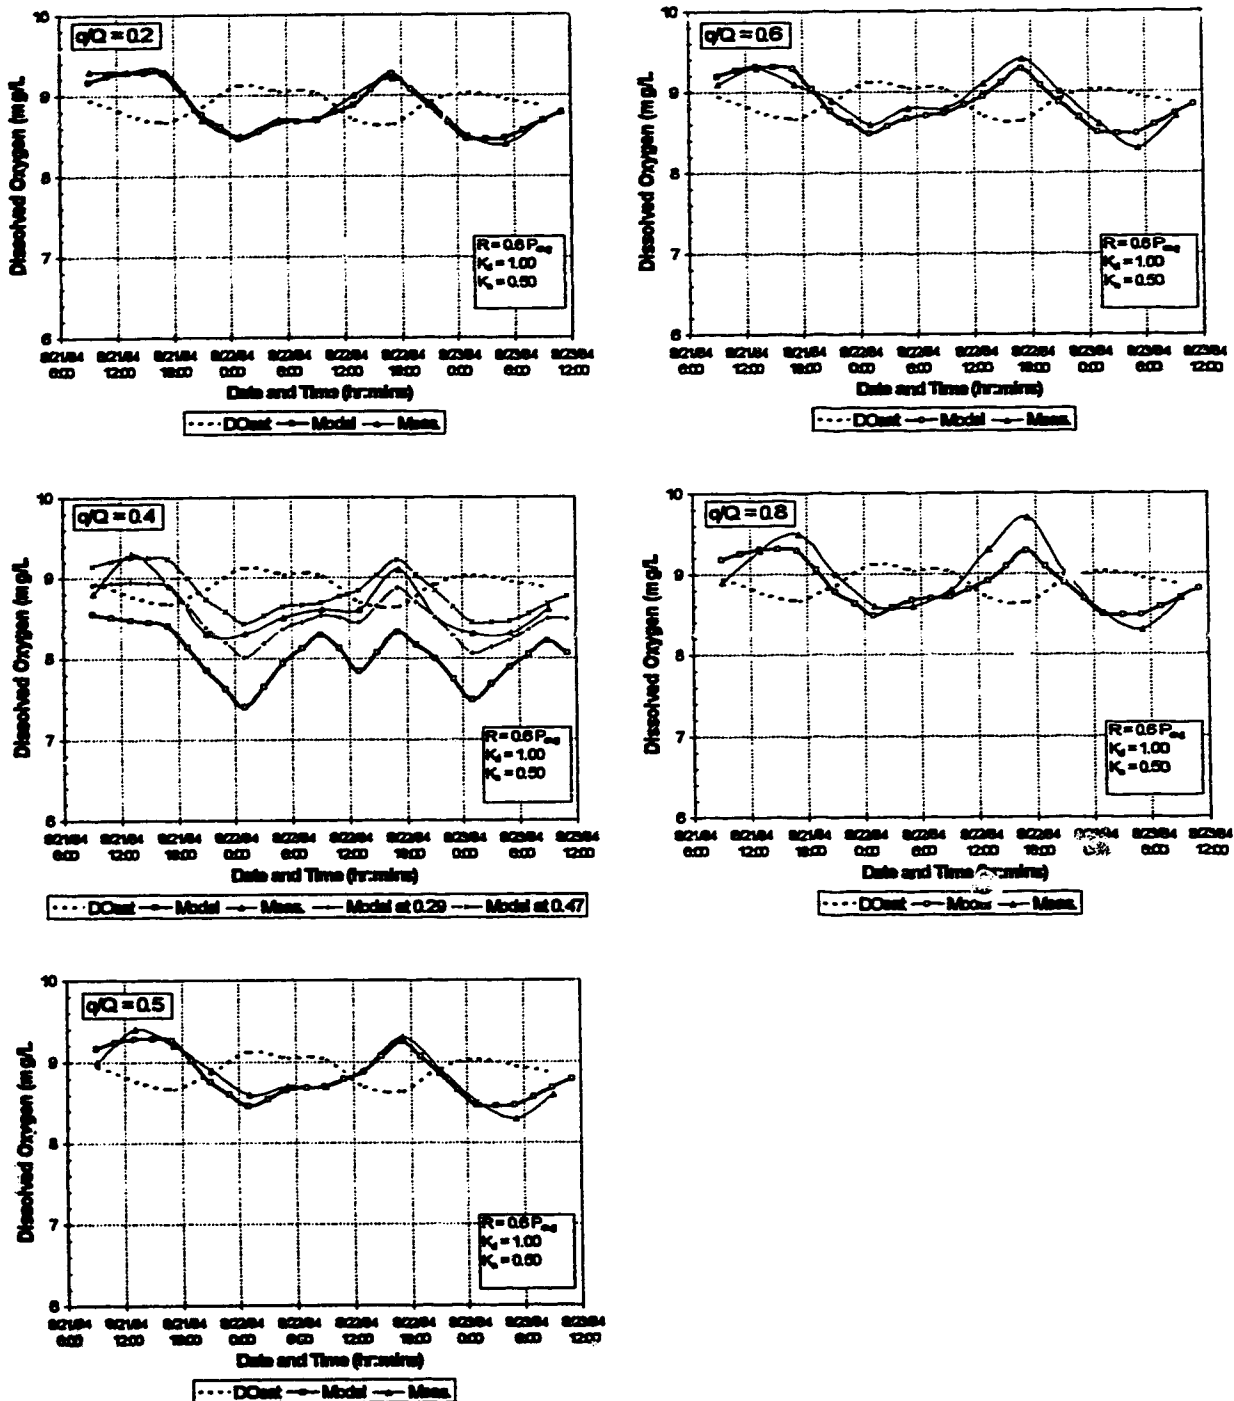 q/Q = 0.2
Dissolved Oxygen (mg/L
10
9
8
7
6
R = 0.6 Pavg
Kd = 1.00
= 0.50
8/21/84 8/21/84 8/21/84 8/22/84 8/22/84 8/22/84 8/22/84 8/23/84 8/23/84 8/23/84
6:00 12:00 18:00 0:00 6:00 12:00 18:00 0:00 6:00 12:00
Date and Time (hr:mins)
DOsat Model Meas.
q/Q = 0.6
Dissolved Oxygen (mg/L
10
9
8
7
6
R = 0.6 Pavg
Kd = 1.00
= 0.50
8/21/84 8/21/84 8/21/84 8/22/84 8/22/84 8/22/84 8/22/84 8/23/84 8/23/84 8/23/84
6:00 12:00 18:00 0:00 6:00 12:00 18:00 0:00 6:00 12:00
Date and Time (hr:mins)
DOsat Model Meas.
q/Q = 0.4
Dissolved Oxygen (mg/L
10
9
8
7
6
R = 0.6 Pavg
Kd = 1.00
= 0.50
8/21/84 8/21/84 8/21/84 8/22/84 8/22/84 8/22/84 8/22/84 8/23/84 8/23/84 8/23/84
6:00 12:00 18:00 0:00 6:00 12:00 18:00 0:00 6:00 12:00
Date and Time (hr:mins)
DOsat Model Meas. Model at 0.29 Model at 0.47
q/Q = 0.8
Dissolved Oxygen (mg/L
10
9
8
7
6
R = 0.6 Pavg
Kd = 1.00
= 0.50
8/21/84 8/21/84 8/21/84 8/22/84 8/22/84 8/22/84 8/22/84 8/23/84 8/23/84
6:00 12:00 18:00 0:00 6:00 12:00 18:00 6:00 12:00
Date and Time
DOsat Meas.
q/Q = 0.5
Dissolved Oxygen (mg/L
10
9
8
7
6
R = 0.6 Pavg
Kd = 1.00
= 0.50
8/21/84 8/21/84 8/21/84 8/22/84 8/22/84 8/22/84 8/22/84 8/23/84 8/23/84 8/23/84
6:00 12:00 18:00 0:00 6:00 12:00 18:00 0:00 6:00 12:00
Date and Time (hr:mins)
DOsat Model Meas.